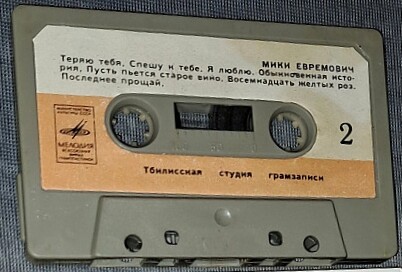 МИКИ ЕВРЕМОВИЧ
Теряю тебя. Спешу к тебе. Я люблю. Обыкновенная исто-
рия. Пусть пьется старое вино. Восемнадцать желтых роз.
Последнее прощай.
МЕЛОДИЯ
2
Тбилисская студия грамзаписи